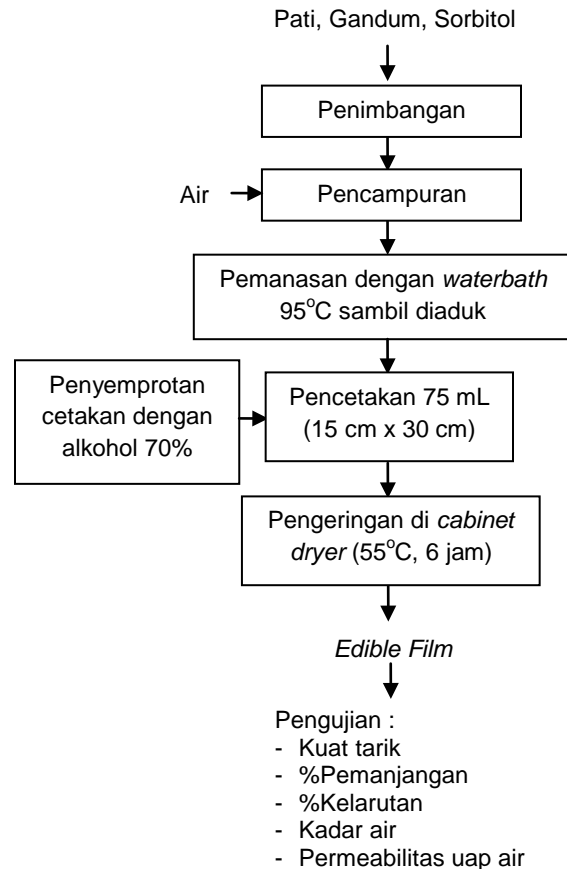 Pati, Gandum, Sorbitol
Penimbangan
Air
Pencampuran
Pemanasan dengan waterbath
95°C sambil diaduk
Penyemprotan
cetakan dengan
alkohol 70%
Pencetakan 75 mL
(15 cm x 30 cm)
Pengeringan di cabinet
dryer (55°C, 6 jam)
Edible Film
Pengujian :
- Kuat tarik
- %Pemanjangan
- %Kelarutan
- Kadar air
- Permeabilitas uap air